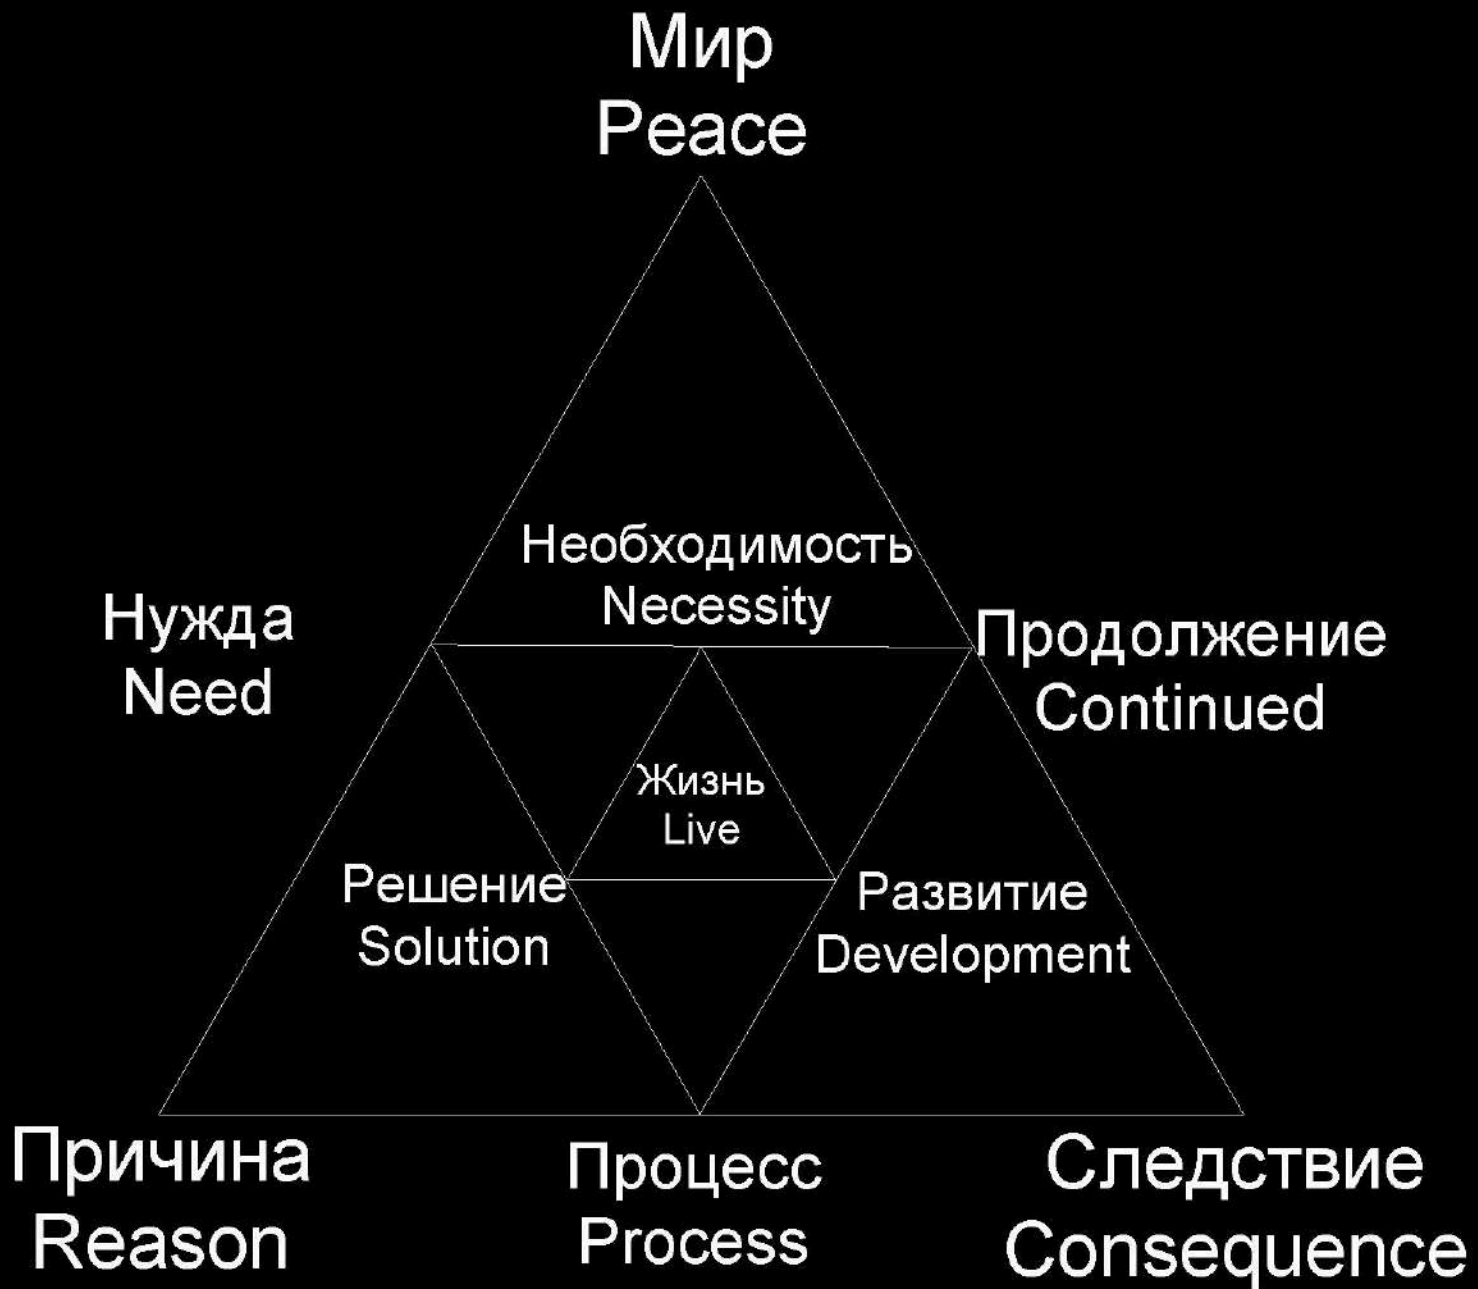 Мир
Peace
Необходимость
Necessity
Нужда
Need
Продолжение
Continued
Жизнь
Live
Решение
Solution
Развитие
Development
Причина
Reason
Процесс
Process
Следствие
Consequence